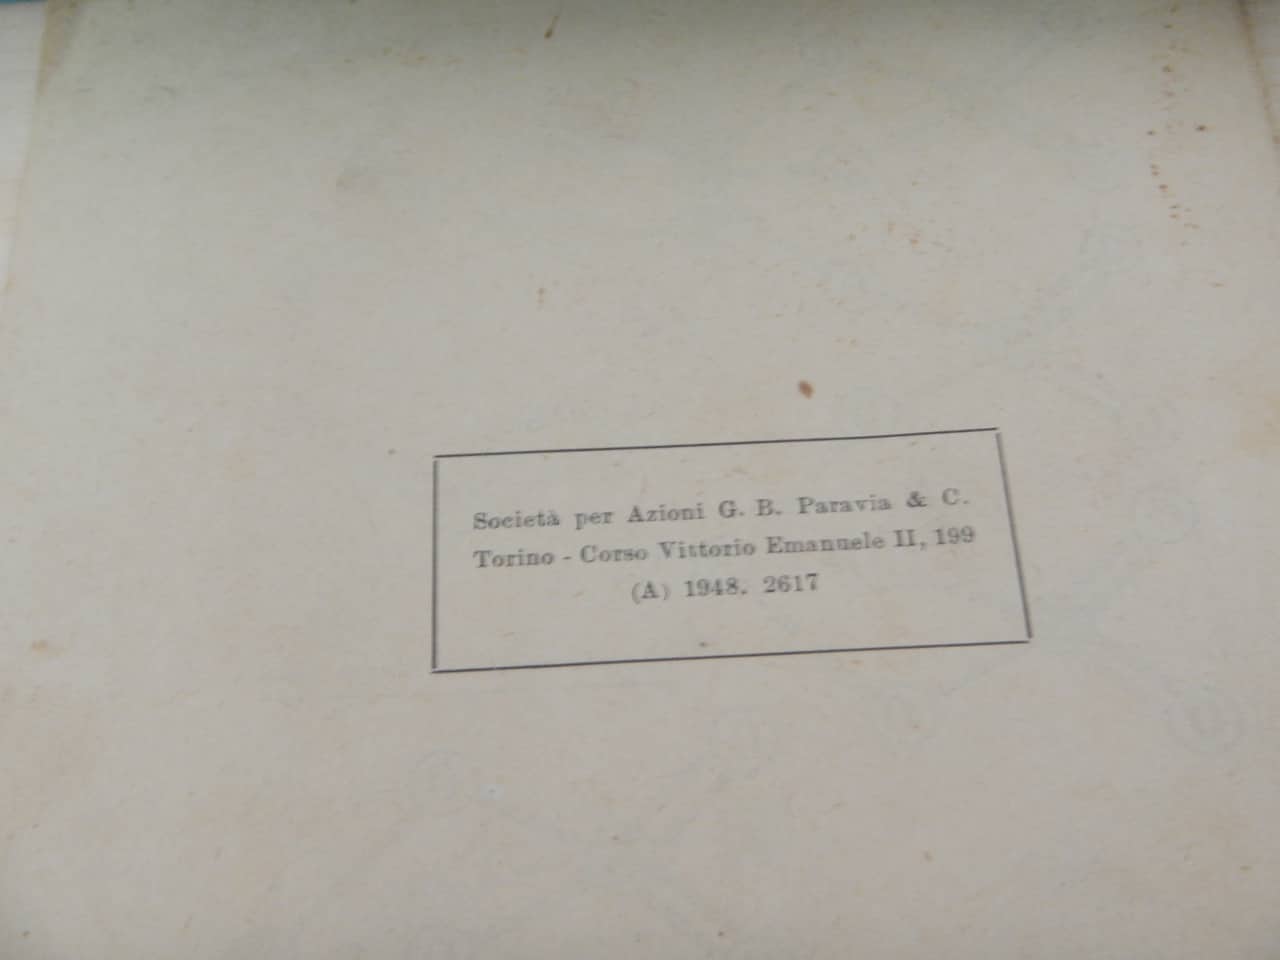 Società per Azioni G. B. Paravia & C.
Torino - Corso Vittorio Emanuele II, 199
(A) 1948. 2617